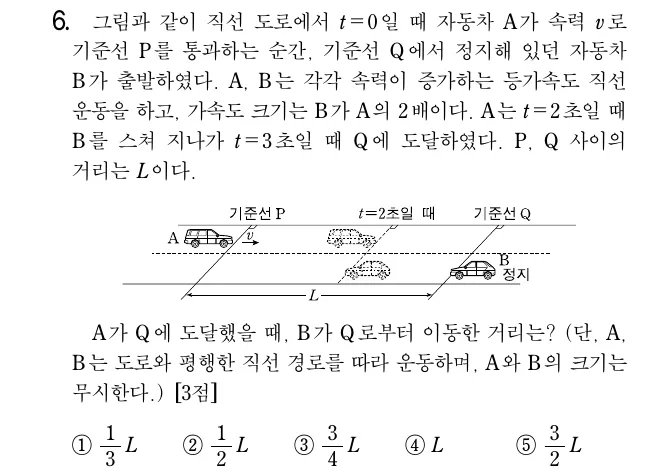 6. 그림과 같이 직선 도로에서 t=0일 때 자동차 A가 속력 v로
기준선 P를 통과하는 순간, 기준선 Q에서 정지해 있던 자동차
B가 출발하였다. A, B는 각각 속력이 증가하는 등가속도 직선
운동을 하고, 가속도 크기는 B가 A의 2배이다. A는 t=2초일 때
B를 스쳐 지나가 t=3초일 때 Q에 도달하였다. P, Q 사이의
거리는 L이다.
기준선 P t=2초일 때 기준선 Q
A v
B
정지
L
A가 Q에 도달했을 때, B가 Q로부터 이동한 거리는? (단, A,
B는 도로와 평행한 직선 경로를 따라 운동하며, A와 B의 크기는
무시한다.) [3점]
① 1/3 L ② 1/2 L ③ 3/4 L ④ L ⑤ 3/2 L